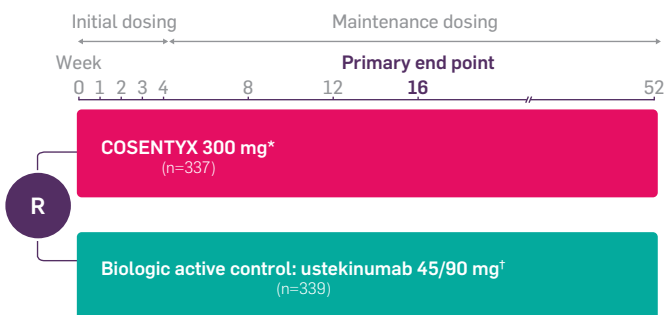 Initial dosing Maintenance dosing
Week Primary end point
0 1 2 3 4 8 12 16 52
COSENTYX 300 mg*
(n=337)
R
Biologic active control: ustekinumab 45/90 mg†
(n=339)